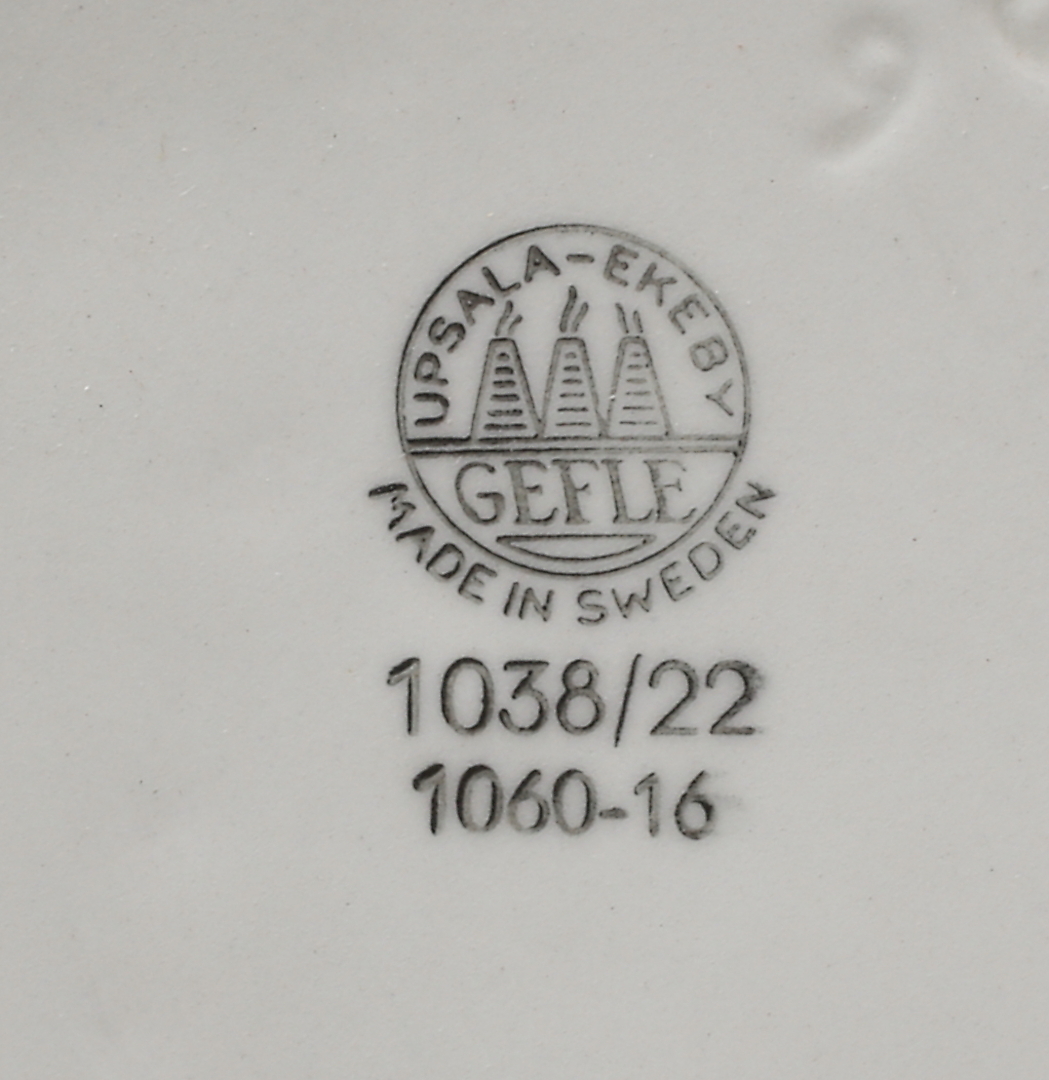 UPSALA-EKEBY
GEFLE
MADE IN SWEDEN
1038/22
1060-16